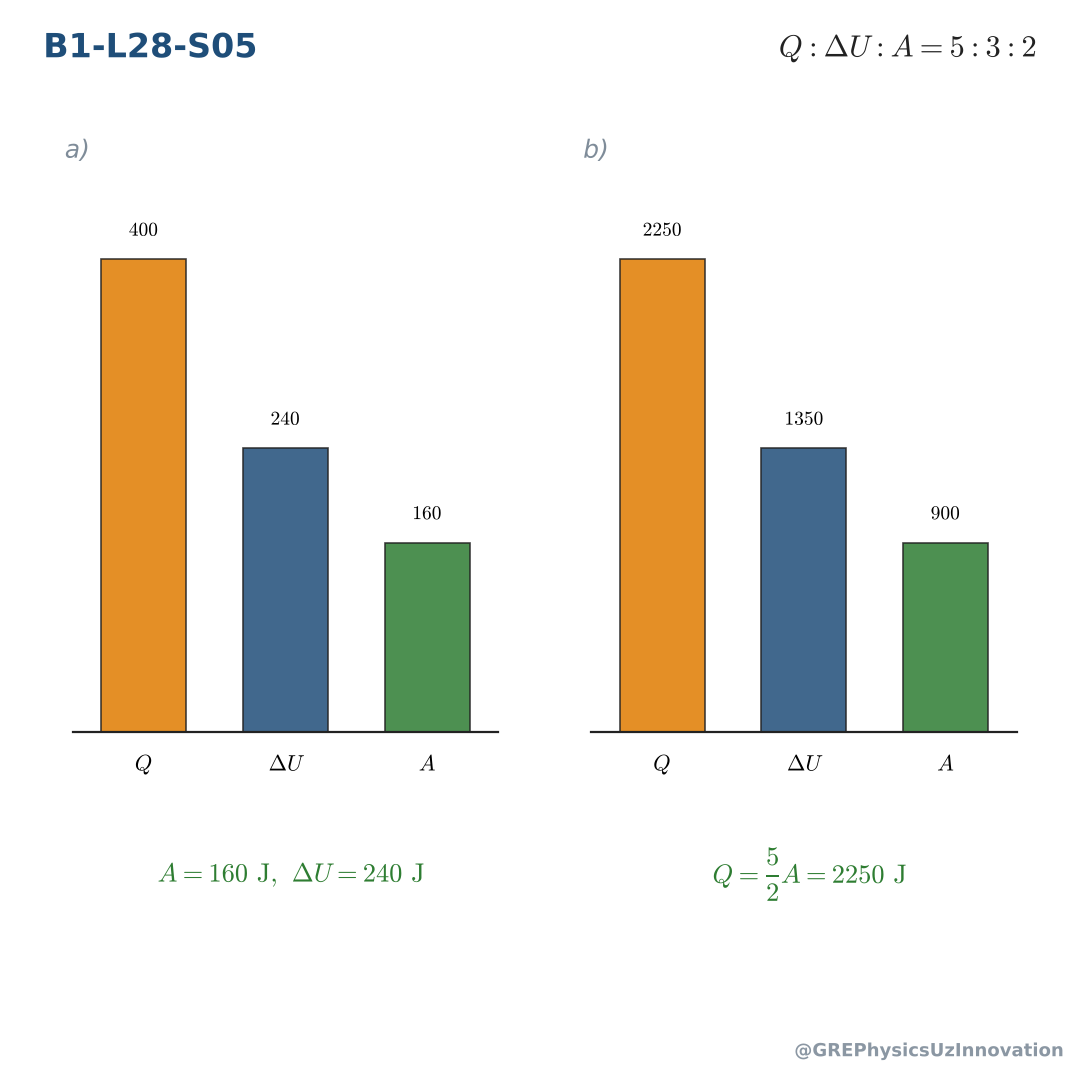 B1-L28-S05
Q : ΔU : A = 5 : 3 : 2
a)
400
240
160
Q ΔU A
A = 160 J, ΔU = 240 J
b)
2250
1350
900
Q ΔU A
Q = 5/2 A = 2250 J
@GREPhysicsUzInnovation